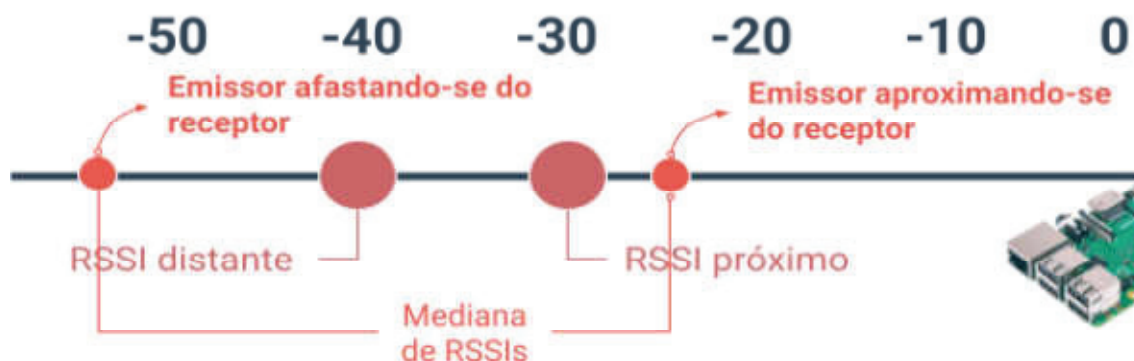 -50 -40 -30 -20 -10 0
Emissor afastando-se do
receptor
Emissor aproximando-se
do receptor
RSSI distante
RSSI próximo
Mediana
de RSSIs